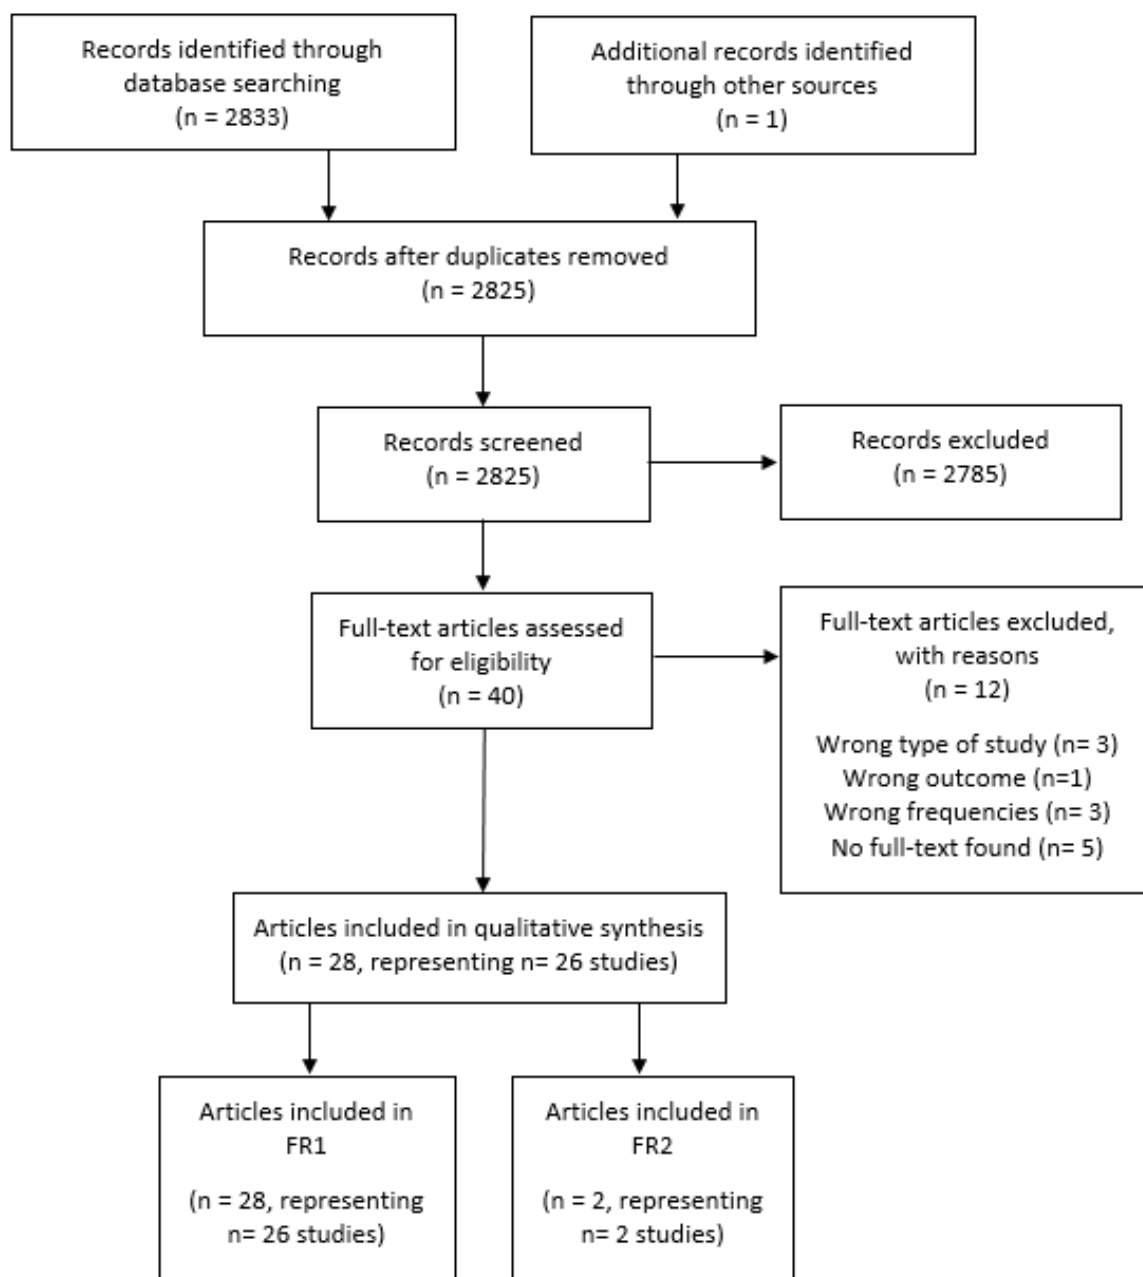 Records identified through
database searching
(n = 2833)
Additional records identified
through other sources
(n = 1)
Records after duplicates removed
(n = 2825)
Records screened
(n = 2825)
Records excluded
(n = 2785)
Full-text articles assessed
for eligibility
(n = 40)
Full-text articles excluded,
with reasons
(n = 12)
Wrong type of study (n= 3)
Wrong outcome (n=1)
Wrong frequencies (n= 3)
No full-text found (n= 5)
Articles included in qualitative synthesis
(n = 28, representing n= 26 studies)
Articles included in
FR1
(n = 28, representing
n= 26 studies)
Articles included in
FR2
(n = 2, representing
n= 2 studies)